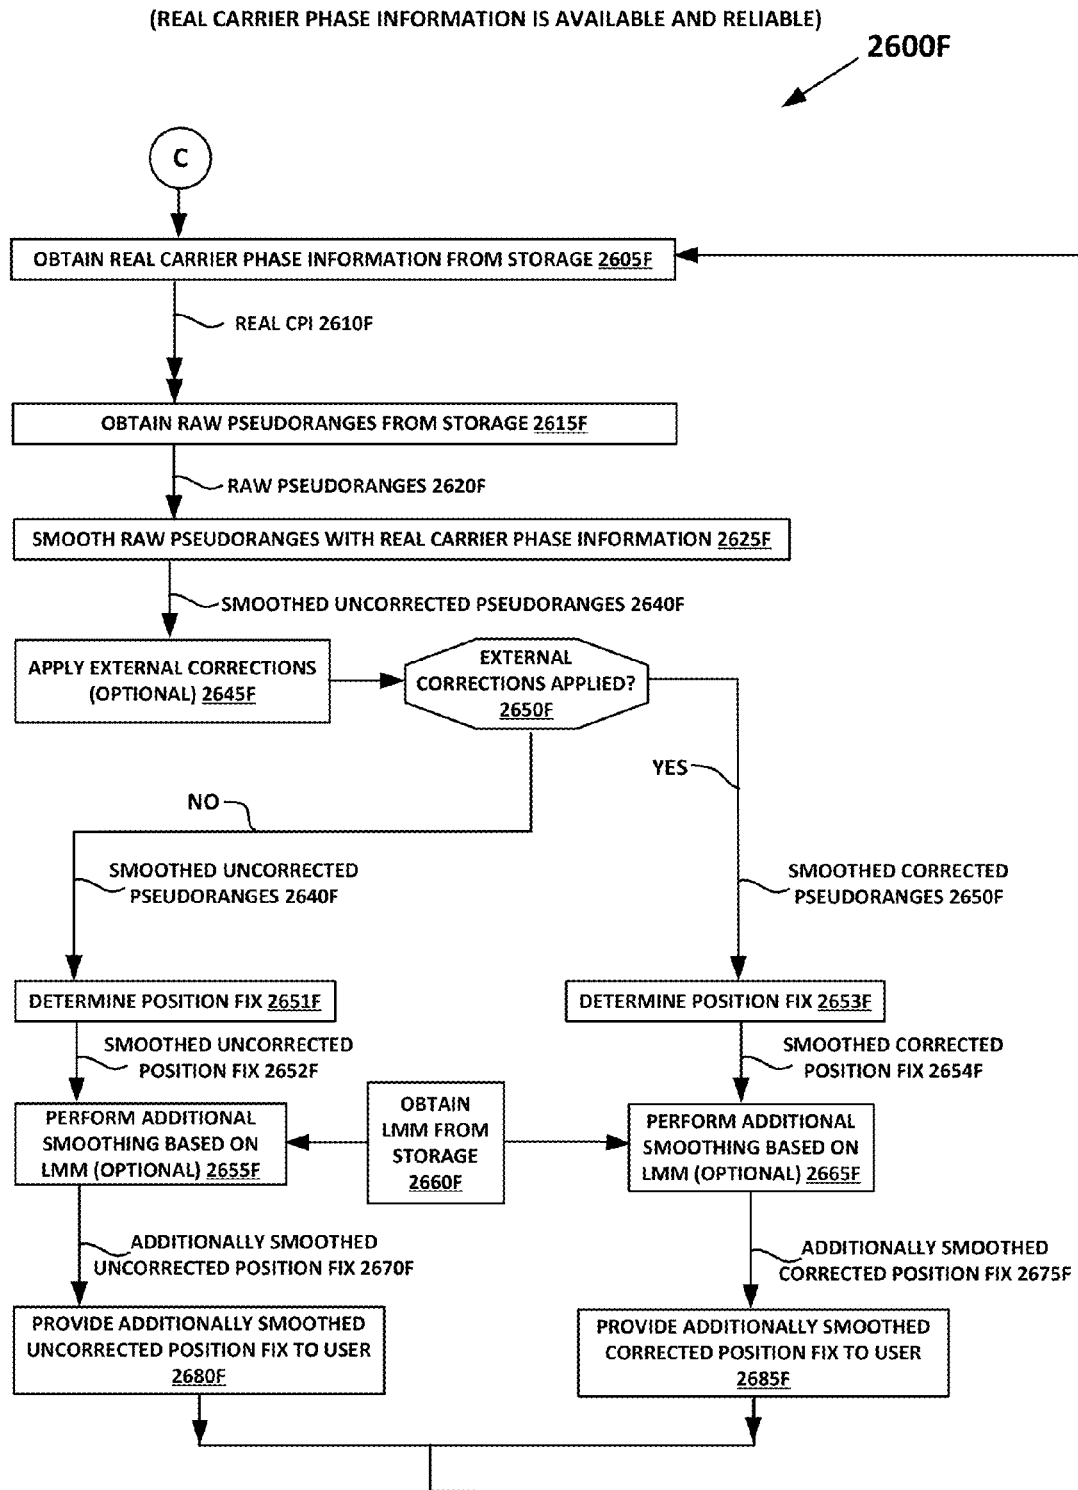 (REAL CARRIER PHASE INFORMATION IS AVAILABLE AND RELIABLE)
2600F
C
OBTAIN REAL CARRIER PHASE INFORMATION FROM STORAGE 2605F
REAL CPI 2610F
OBTAIN RAW PSEUDORANGES FROM STORAGE 2615F
RAW PSEUDORANGES 2620F
SMOOTH RAW PSEUDORANGES WITH REAL CARRIER PHASE INFORMATION 2625F
SMOOTHED UNCORRECTED PSEUDORANGES 2640F
APPLY EXTERNAL CORRECTIONS
(OPTIONAL) 2645F
EXTERNAL
CORRECTIONS APPLIED?
2650F
YES
NO
SMOOTHED UNCORRECTED
PSEUDORANGES 2640F
SMOOTHED CORRECTED
PSEUDORANGES 2650F
DETERMINE POSITION FIX 2651F
DETERMINE POSITION FIX 2653F
SMOOTHED UNCORRECTED
POSITION FIX 2652F
SMOOTHED CORRECTED
POSITION FIX 2654F
PERFORM ADDITIONAL
SMOOTHING BASED ON
LMM (OPTIONAL) 2655F
OBTAIN
LMM FROM
STORAGE
2660F
PERFORM ADDITIONAL
SMOOTHING BASED ON
LMM (OPTIONAL) 2665F
ADDITIONALLY SMOOTHED
UNCORRECTED POSITION FIX 2670F
ADDITIONALLY SMOOTHED
CORRECTED POSITION FIX 2675F
PROVIDE ADDITIONALLY SMOOTHED
UNCORRECTED POSITION FIX TO USER
2680F
PROVIDE ADDITIONALLY SMOOTHED
CORRECTED POSITION FIX TO USER
2685F